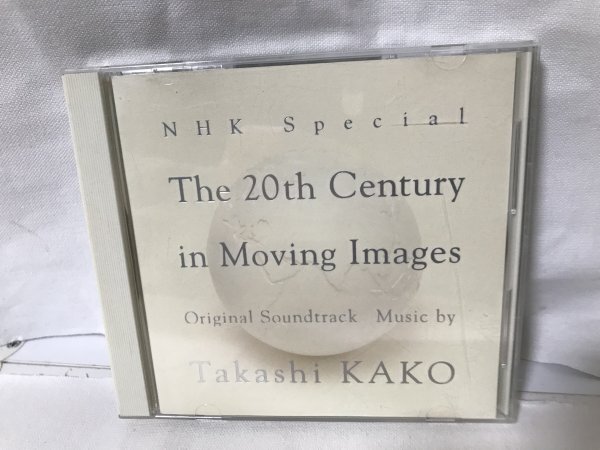 NHK Special
The 20th Century
in Moving Images
Original Soundtrack Music by
Takashi KAKO